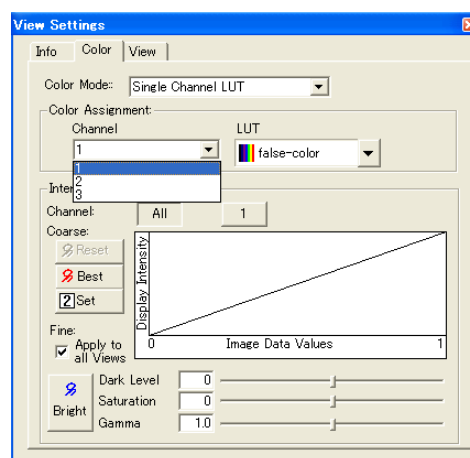 View Settings
Info Color View
Color Mode: Single Channel LUT
Color Assignment:
Channel LUT
1 false-color
1
2
3
Channel: All 1
Coarse:
Reset
Best
2 Set
Fine:
Apply to
all Views
Display Intensity
0 Image Data Values 1
Bright
Dark Level 0
Saturation 0
Gamma 1.0